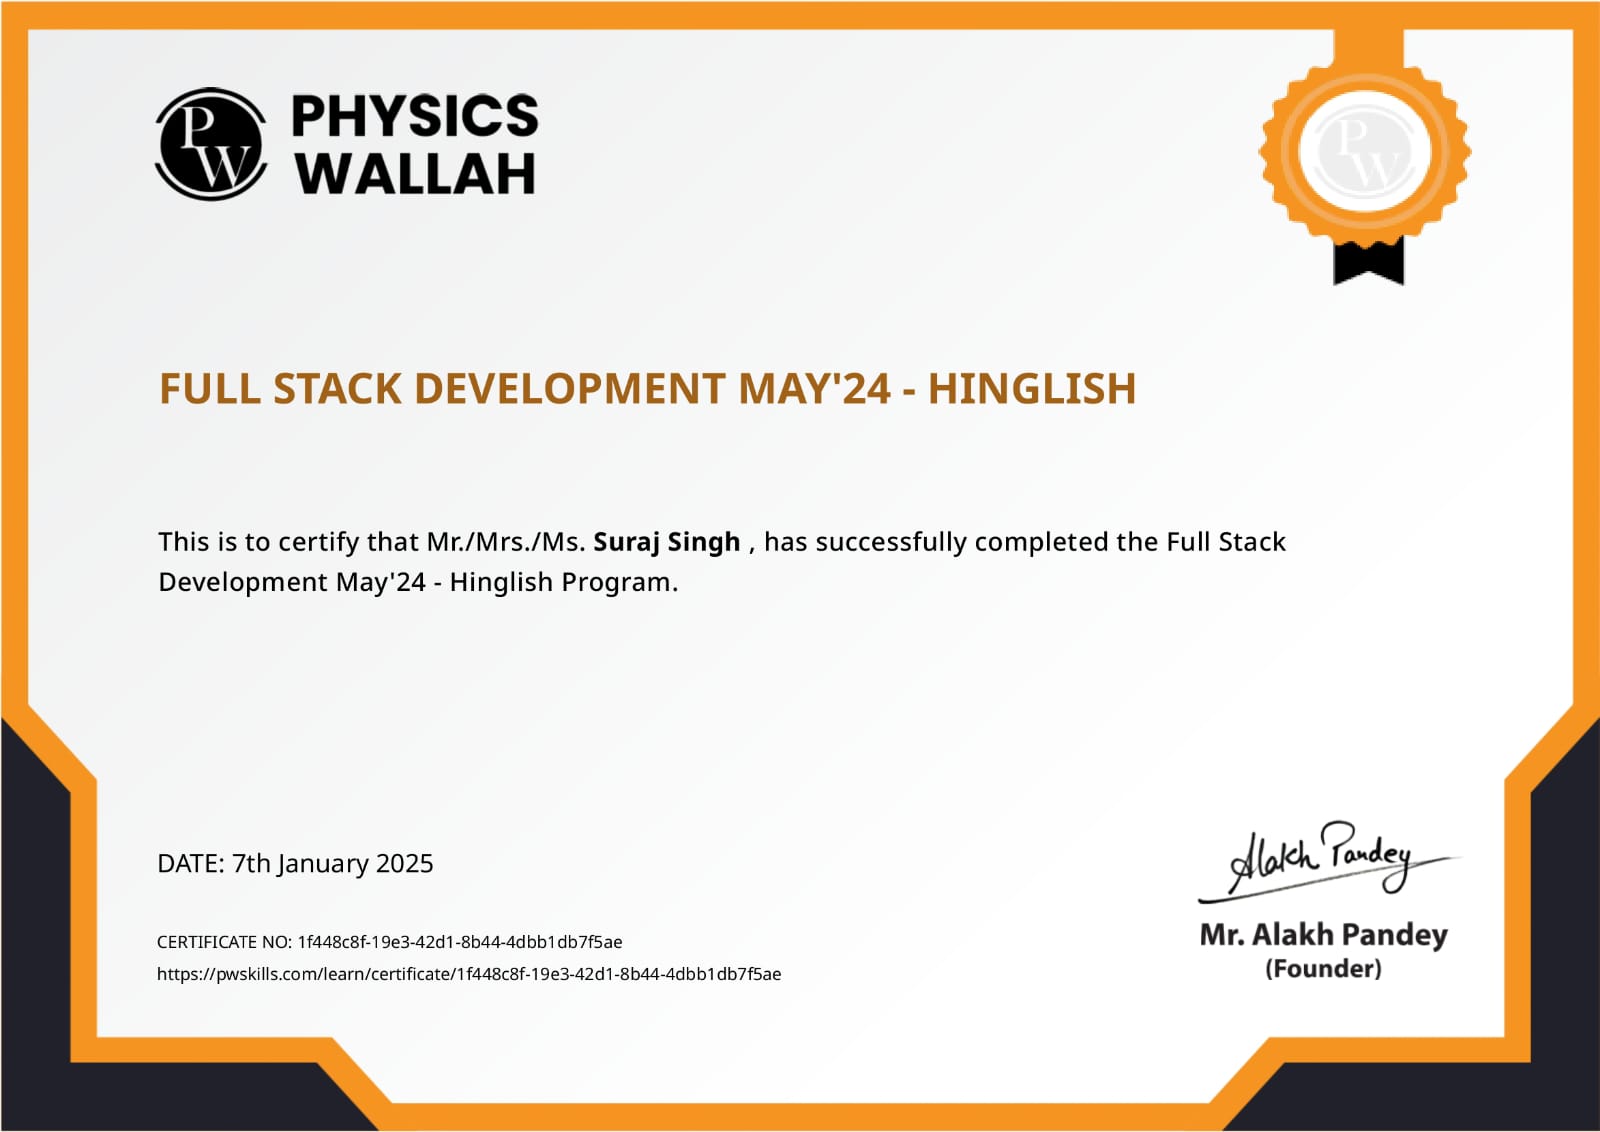 PHYSICS
WALLAH
PW
PW
FULL STACK DEVELOPMENT MAY'24 - HINGLISH
This is to certify that Mr./Mrs./Ms. Suraj Singh , has successfully completed the Full Stack
Development May'24 - Hinglish Program.
DATE: 7th January 2025
CERTIFICATE NO: 1f448c8f-19e3-42d1-8b44-4dbb1db7f5ae
https://pwskills.com/learn/certificate/1f448c8f-19e3-42d1-8b44-4dbb1db7f5ae
Alakh Pandey
Mr. Alakh Pandey
(Founder)